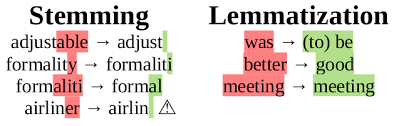 Stemming
adjustable → adjust
formality → formaliti
formaliti → formal
airliner → airlin ⚠
Lemmatization
was → (to) be
better → good
meeting → meeting